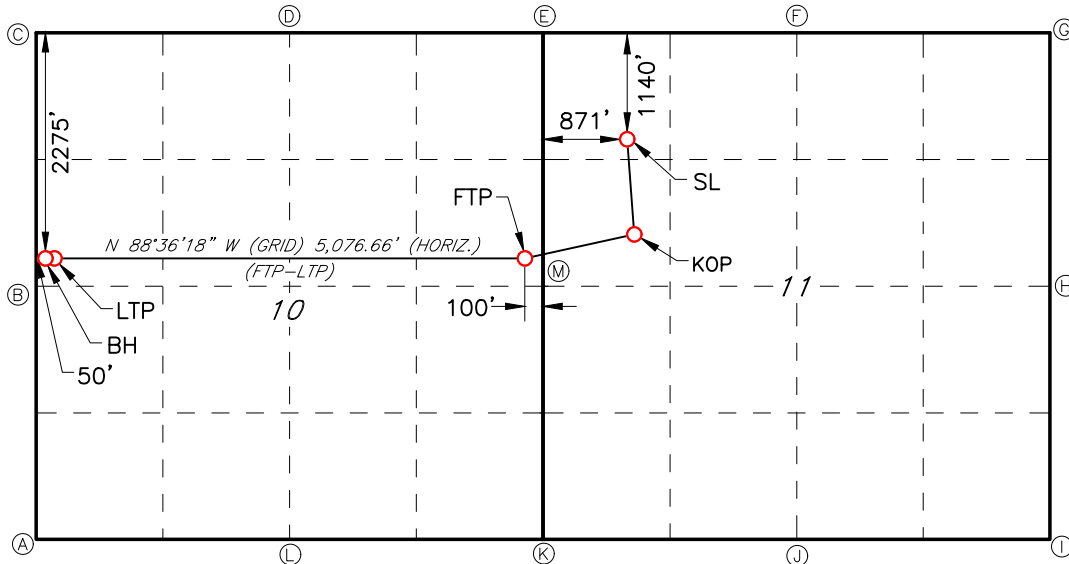 D E F
C G
2275'
871' 1140'
SL
FTP
N 88°36'18" W (GRID) 5,076.66' (HORIZ.)
(FTP-LTP)
KOP
M
B H
LTP 10 100' 11
BH
50'
A L K J I